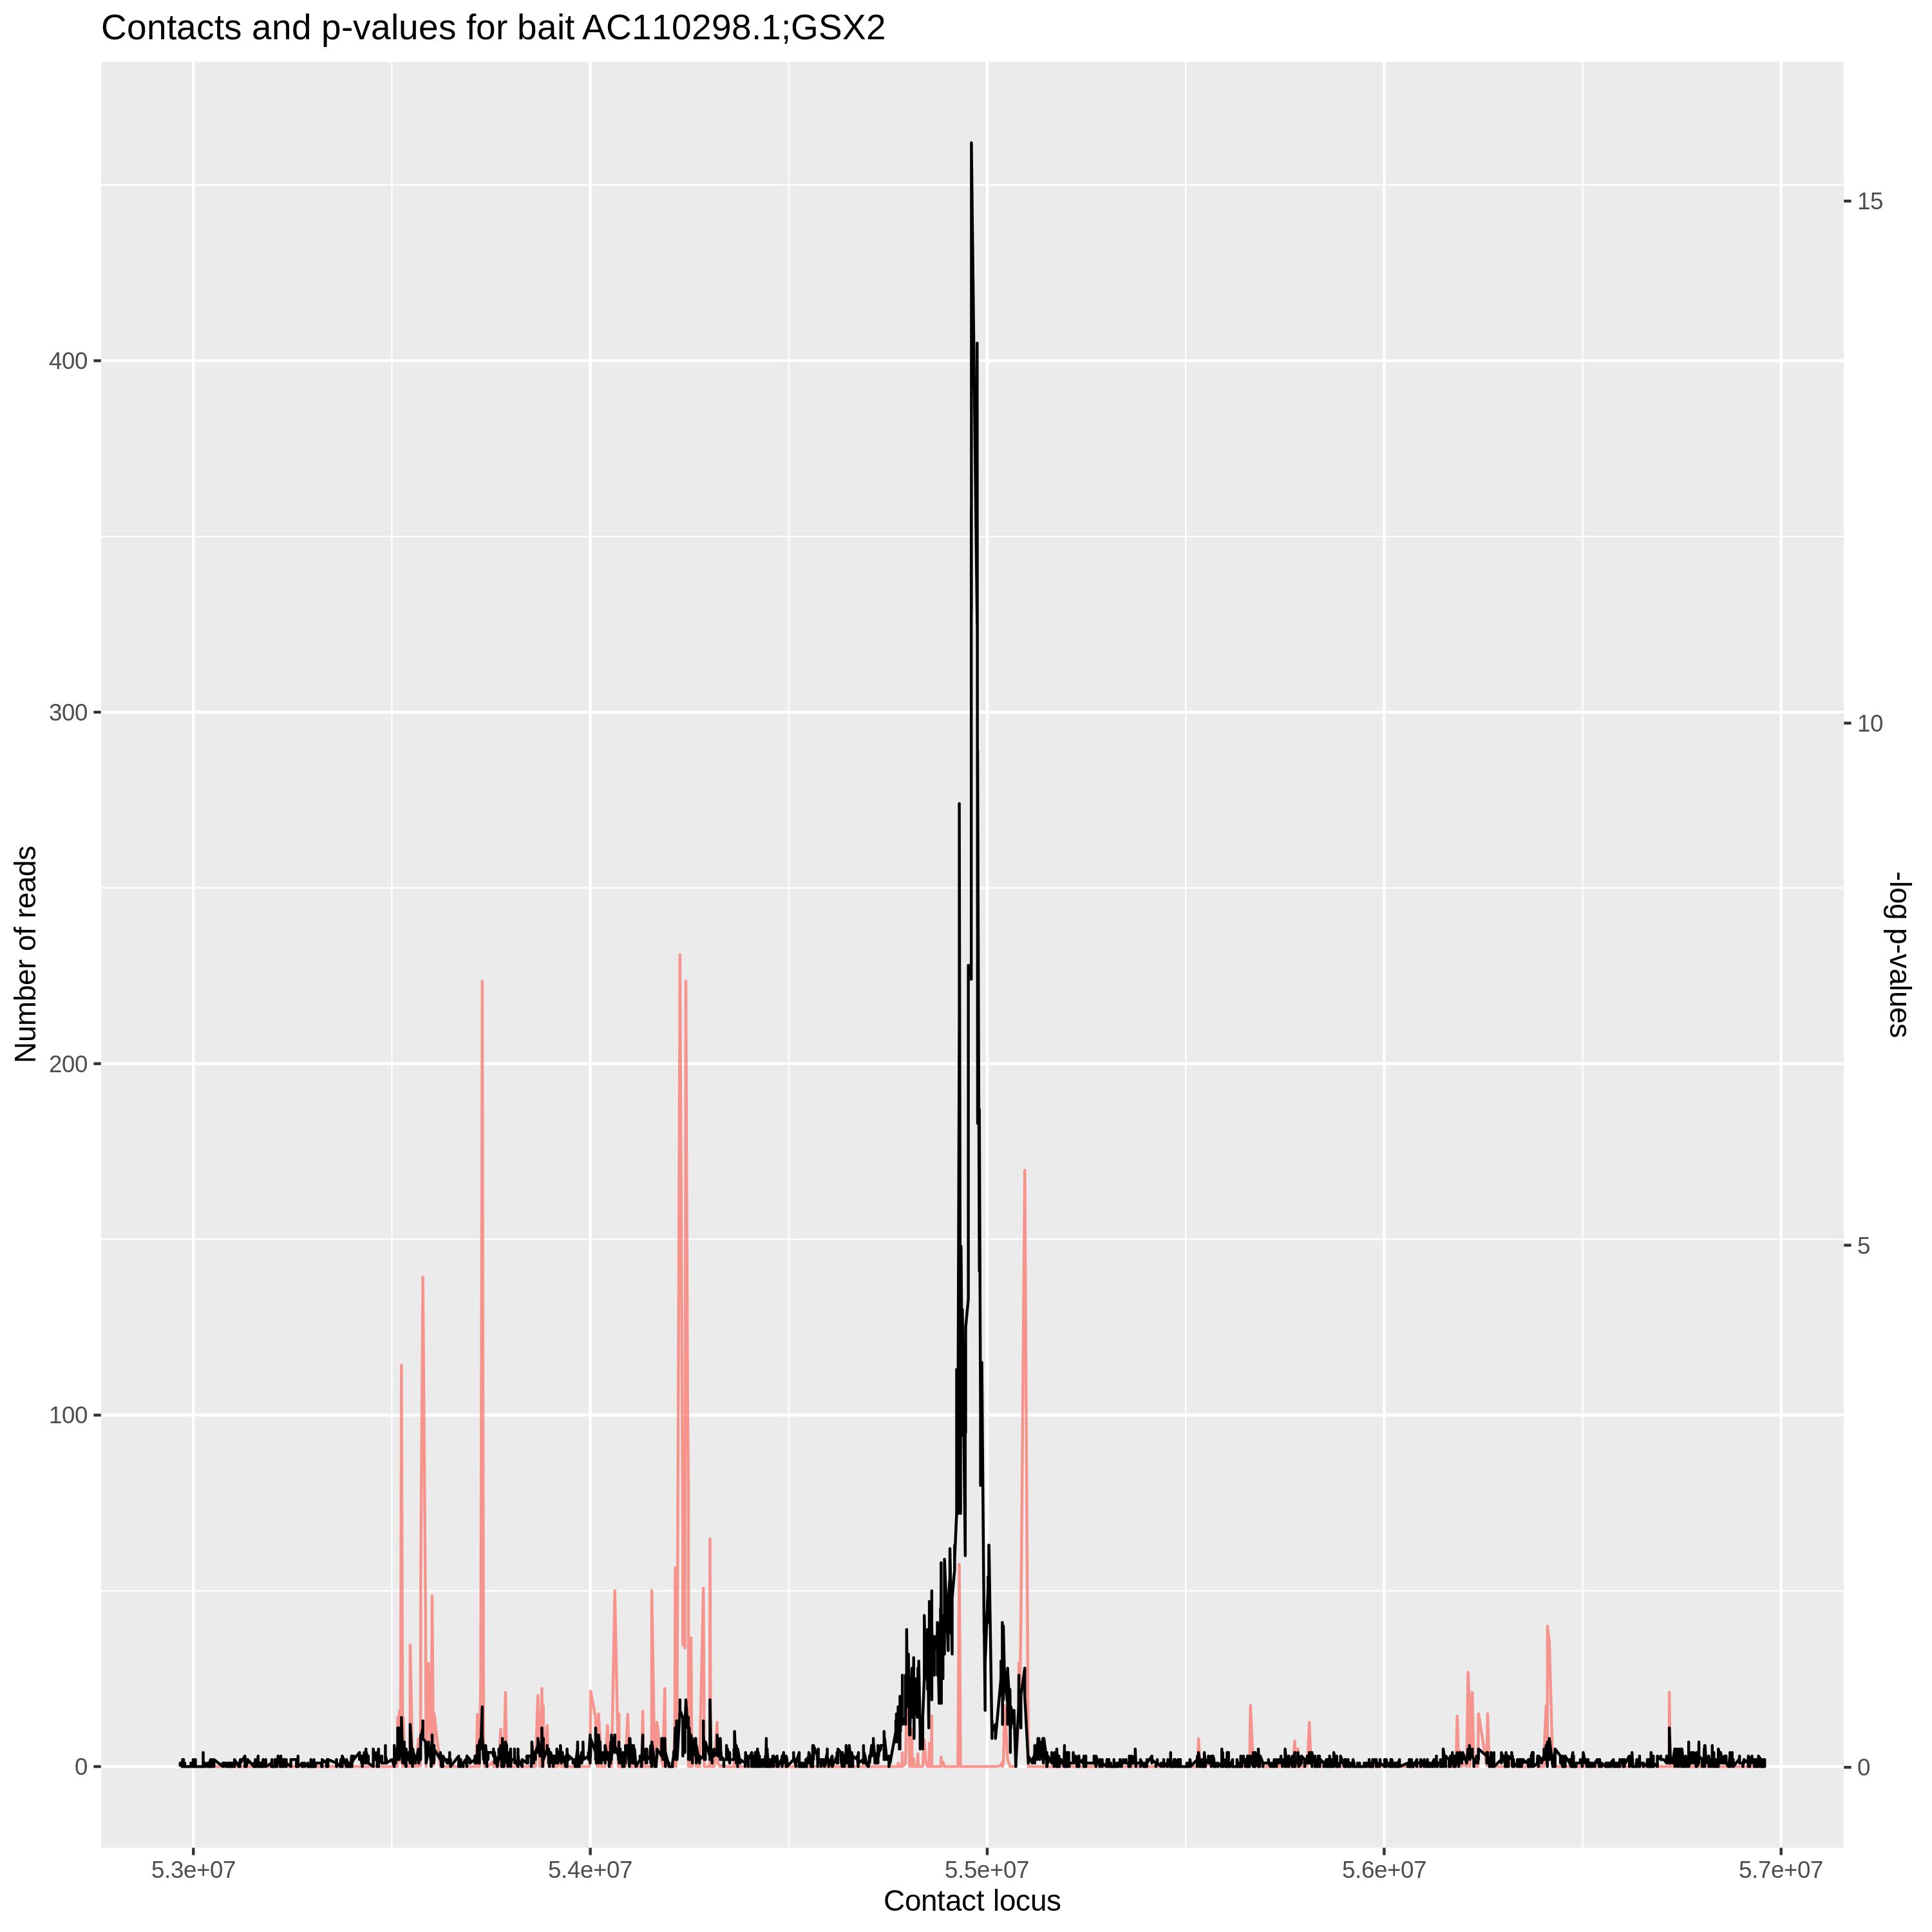 Contacts and p-values for bait AC110298.1;GSX2
15
400
300
10
Number of reads
-log p-values
200
5
100
0
0
5.3e+07
5.4e+07
5.5e+07
5.6e+07
5.7e+07
Contact locus